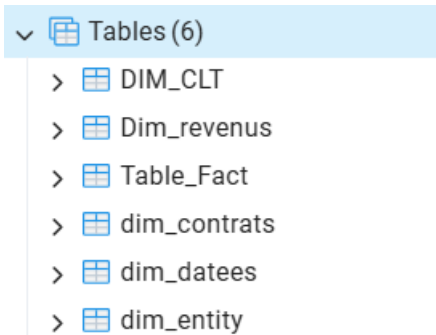 Tables (6)
DIM_CLT
Dim_revenus
Table_Fact
dim_contrats
dim_datees
dim_entity